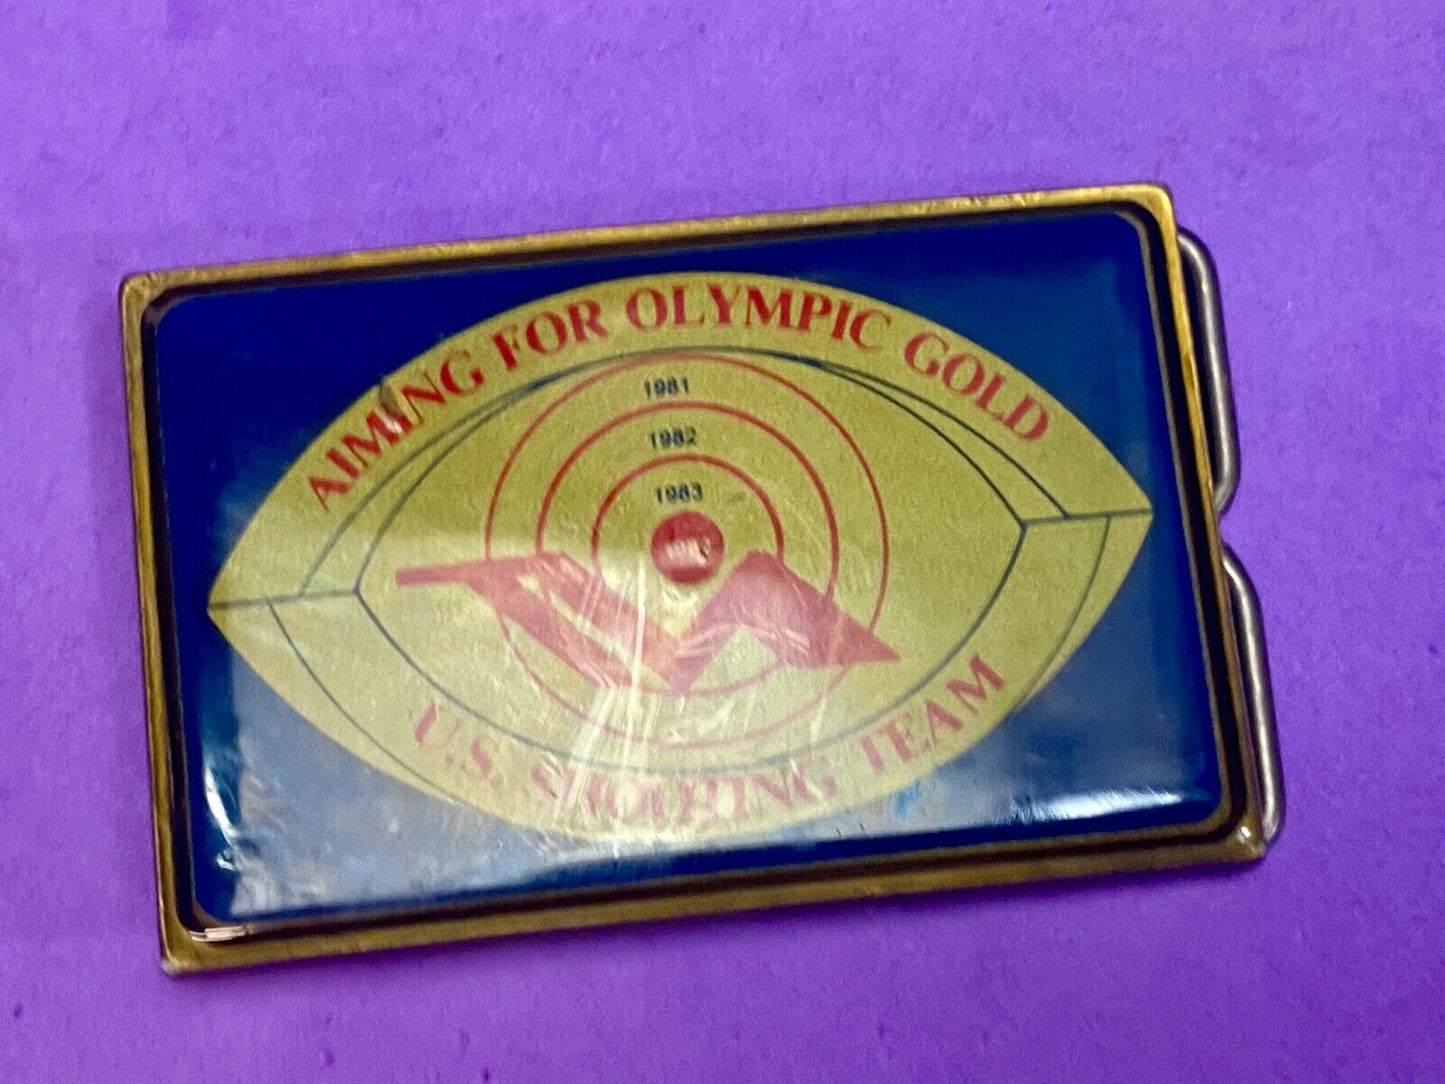 AIMING FOR OLYMPIC GOLD
1981
1982
1983
U.S. SHOOTING TEAM